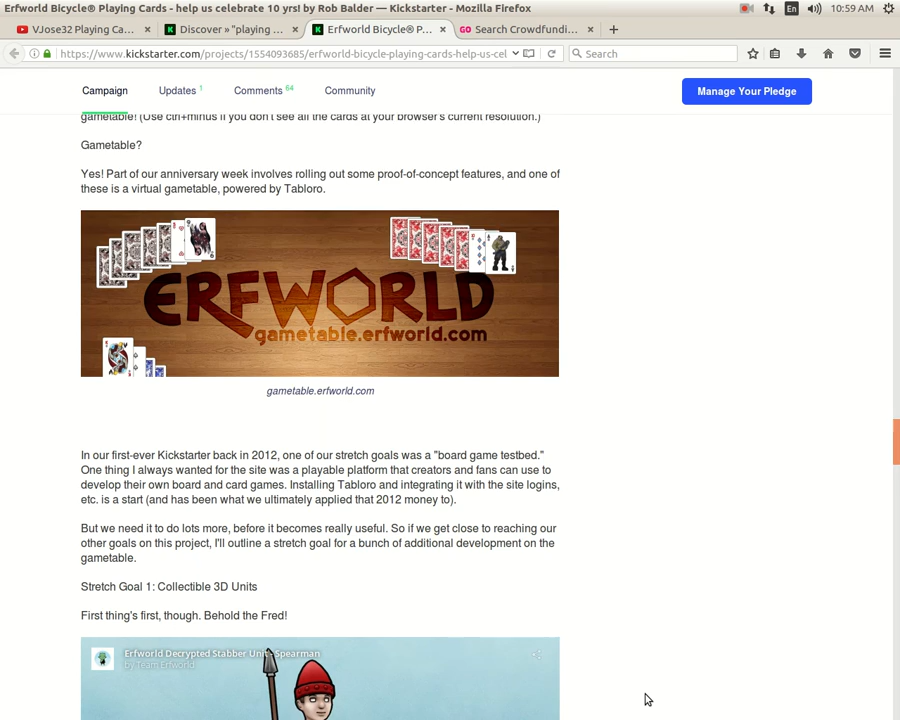 Erfworld Bicycle® Playing Cards - help us celebrate 10 yrs! by Rob Balder — Kickstarter - Mozilla Firefox
En
10:59 AM
VJose32 Playing Ca...
Discover » "playing ...
Erfworld Bicycle® P...
GO Search Crowdfundi...
https://www.kickstarter.com/projects/1554093685/erfworld-bicycle-playing-cards-help-us-cel
Search
Campaign
Updates 1
Comments 64
Community
Manage Your Pledge
gametable! (Use ctrl+minus if you don't see all the cards at your browser's current resolution.)
Gametable?
Yes! Part of our anniversary week involves rolling out some proof-of-concept features, and one of
these is a virtual gametable, powered by Tabloro.
ERFWORLD
gametable.erfworld.com
gametable.erfworld.com
In our first-ever Kickstarter back in 2012, one of our stretch goals was a "board game testbed."
One thing I always wanted for the site was a playable platform that creators and fans can use to
develop their own board and card games. Installing Tabloro and integrating it with the site logins,
etc. is a start (and has been what we ultimately applied that 2012 money to).
But we need it to do lots more, before it becomes really useful. So if we get close to reaching our
other goals on this project, I'll outline a stretch goal for a bunch of additional development on the
gametable.
Stretch Goal 1: Collectible 3D Units
First thing's first, though. Behold the Fred!
Erfworld Decrypted Stabber Unit - Spearman
by Team Erfworld